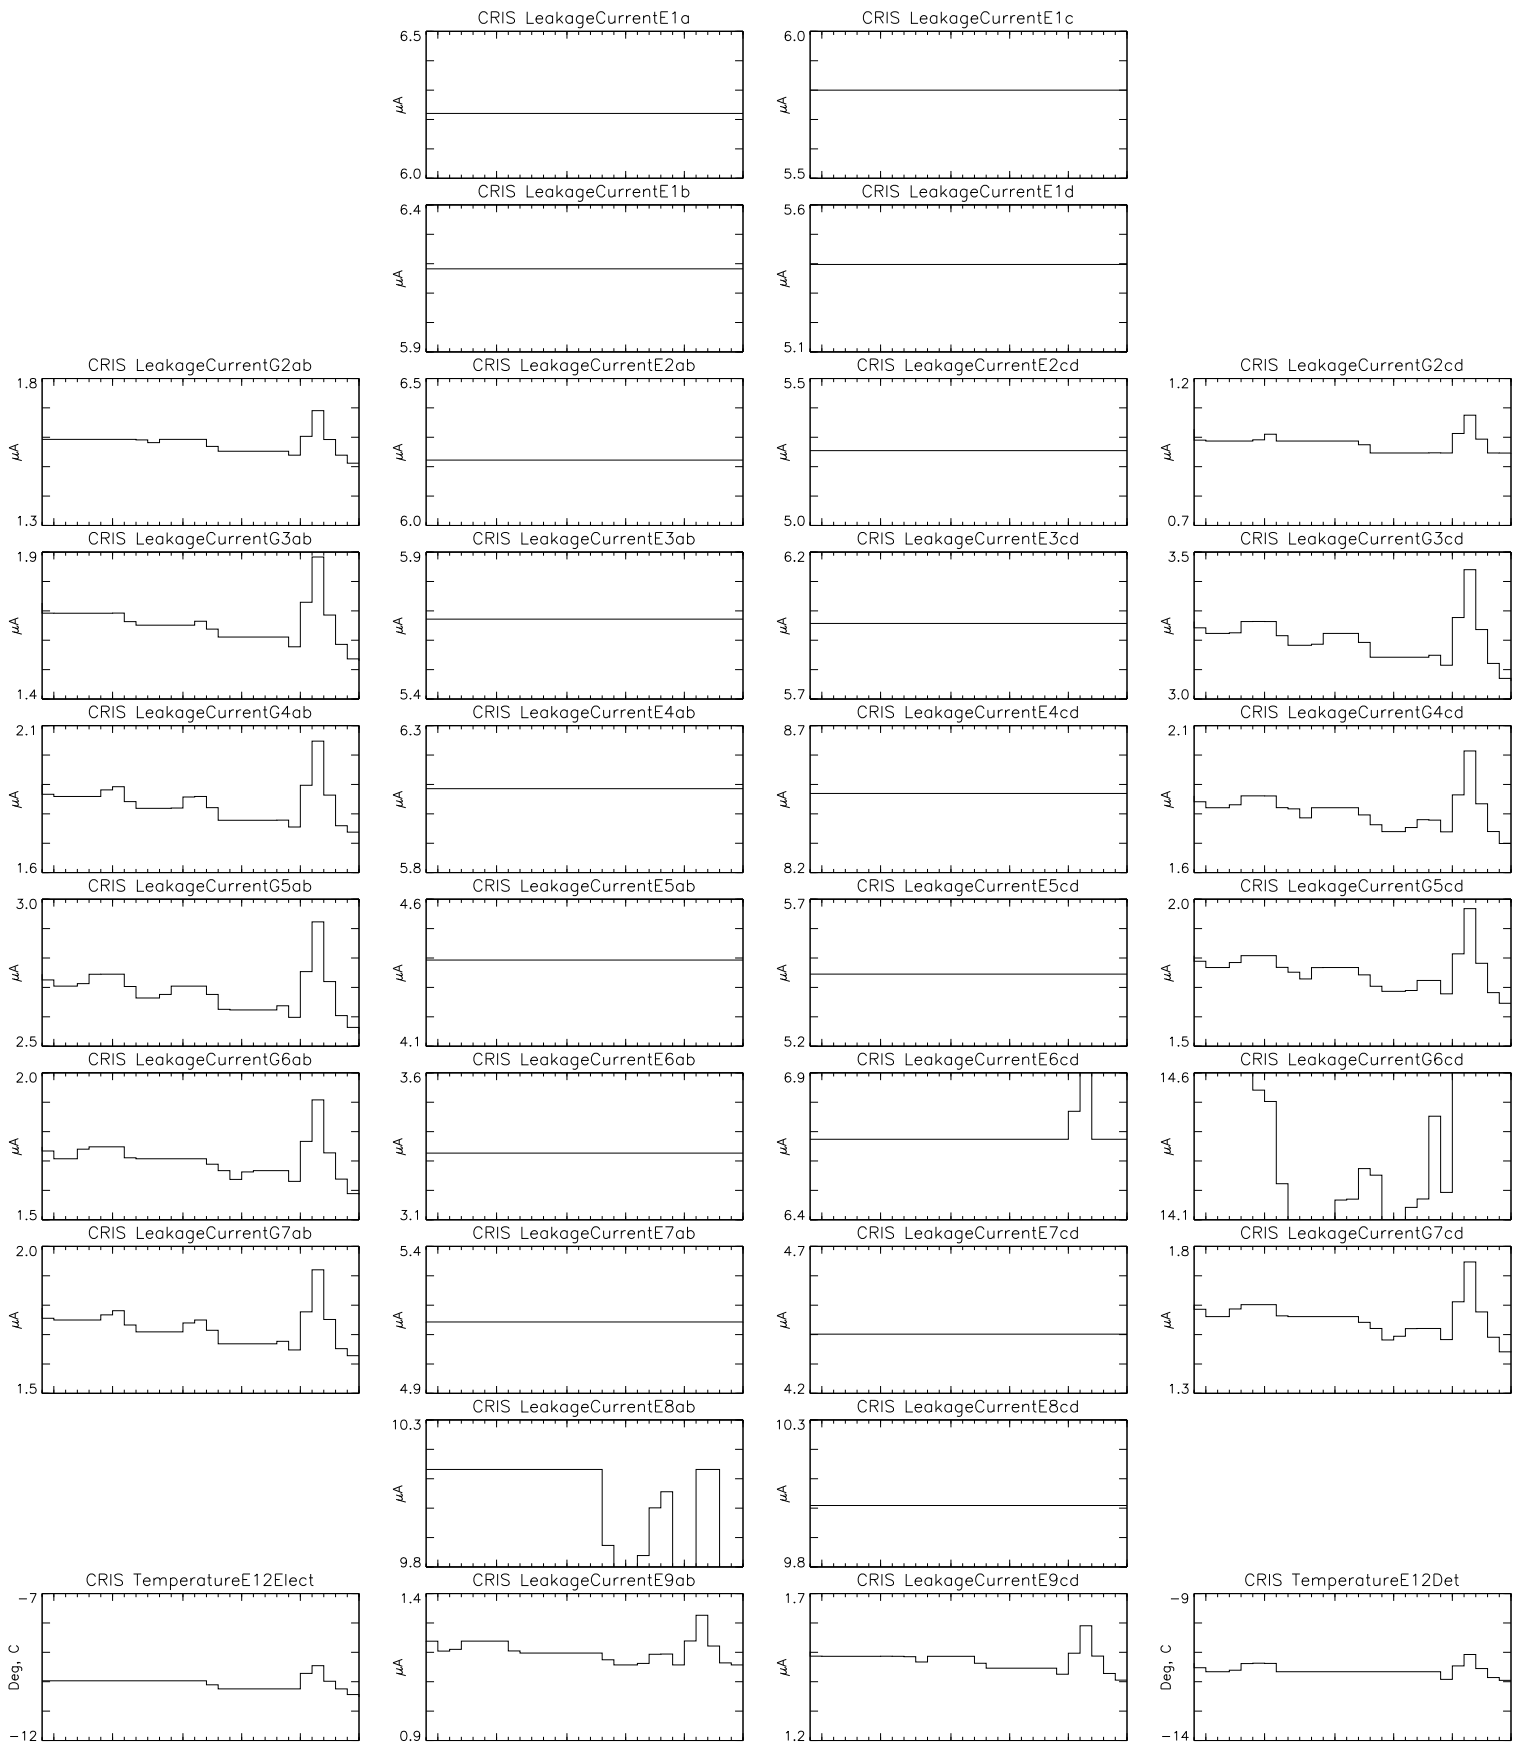 CRIS LeakageCurrentE1a
CRIS LeakageCurrentE1c
6.5
μA
6.0
6.0
μA
5.5
CRIS LeakageCurrentE1b
CRIS LeakageCurrentE1d
6.4
μA
5.9
5.6
μA
5.1
CRIS LeakageCurrentG2ab
CRIS LeakageCurrentE2ab
CRIS LeakageCurrentE2cd
CRIS LeakageCurrentG2cd
1.8
μA
1.3
6.5
μA
6.0
5.5
μA
5.0
1.2
μA
0.7
CRIS LeakageCurrentG3ab
CRIS LeakageCurrentE3ab
CRIS LeakageCurrentE3cd
CRIS LeakageCurrentG3cd
1.9
μA
1.4
5.9
μA
5.4
6.2
μA
5.7
3.5
μA
3.0
CRIS LeakageCurrentG4ab
CRIS LeakageCurrentE4ab
CRIS LeakageCurrentE4cd
CRIS LeakageCurrentG4cd
2.1
μA
1.6
6.3
μA
5.8
8.7
μA
8.2
2.1
μA
1.6
CRIS LeakageCurrentG5ab
CRIS LeakageCurrentE5ab
CRIS LeakageCurrentE5cd
CRIS LeakageCurrentG5cd
3.0
μA
2.5
4.6
μA
4.1
5.7
μA
5.2
2.0
μA
1.5
CRIS LeakageCurrentG6ab
CRIS LeakageCurrentE6ab
CRIS LeakageCurrentE6cd
CRIS LeakageCurrentG6cd
2.0
μA
1.5
3.6
μA
3.1
6.9
μA
6.4
14.6
μA
14.1
CRIS LeakageCurrentG7ab
CRIS LeakageCurrentE7ab
CRIS LeakageCurrentE7cd
CRIS LeakageCurrentG7cd
2.0
μA
1.5
5.4
μA
4.9
4.7
μA
4.2
1.8
μA
1.3
CRIS LeakageCurrentE8ab
CRIS LeakageCurrentE8cd
10.3
μA
9.8
10.3
μA
9.8
CRIS TemperatureE12Elect
CRIS LeakageCurrentE9ab
CRIS LeakageCurrentE9cd
CRIS TemperatureE12Det
−7
Deg, C
−12
1.4
μA
0.9
1.7
μA
1.2
−9
Deg, C
−14